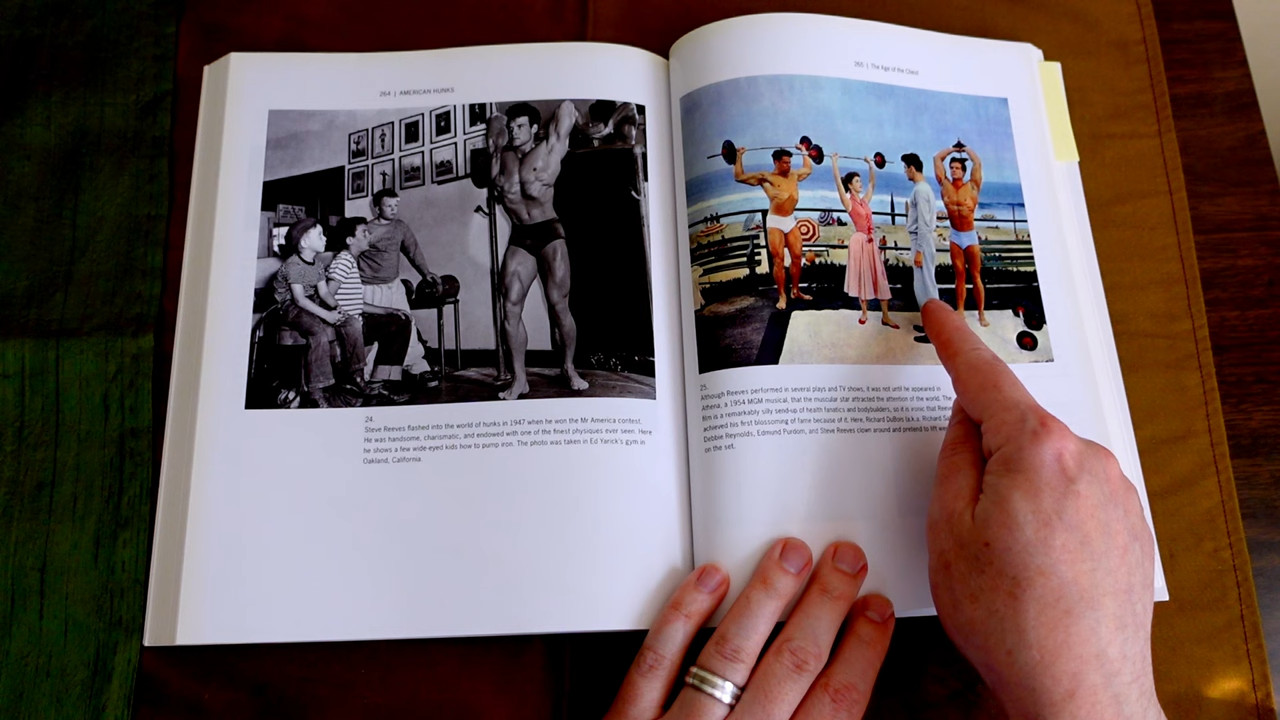 264 | AMERICAN HUNKS
24.
Steve Reeves flashed into the world of hunks in 1947 when he won the Mr America contest.
He was handsome, charismatic, and endowed with one of the finest physiques ever seen. Here
he shows a few wide-eyed kids how to pump iron. The photo was taken in Ed Yarick's gym in
Oakland, California.
265 | The Age of the Chest
25.
Although Reeves performed in several plays and TV shows, it was not until he appeared in
Athena, a 1954 MGM musical, that the muscular star attracted the attention of the world. The
film is a remarkably silly send-up of health fanatics and bodybuilders, so it is ironic that
achieved his first blossoming of fame because of it. Here, Richard DuBois (a.k.a. Richard
Debbie Reynolds, Edmund Purdom, and Steve Reeves clown around and pretend to lift
on the set.